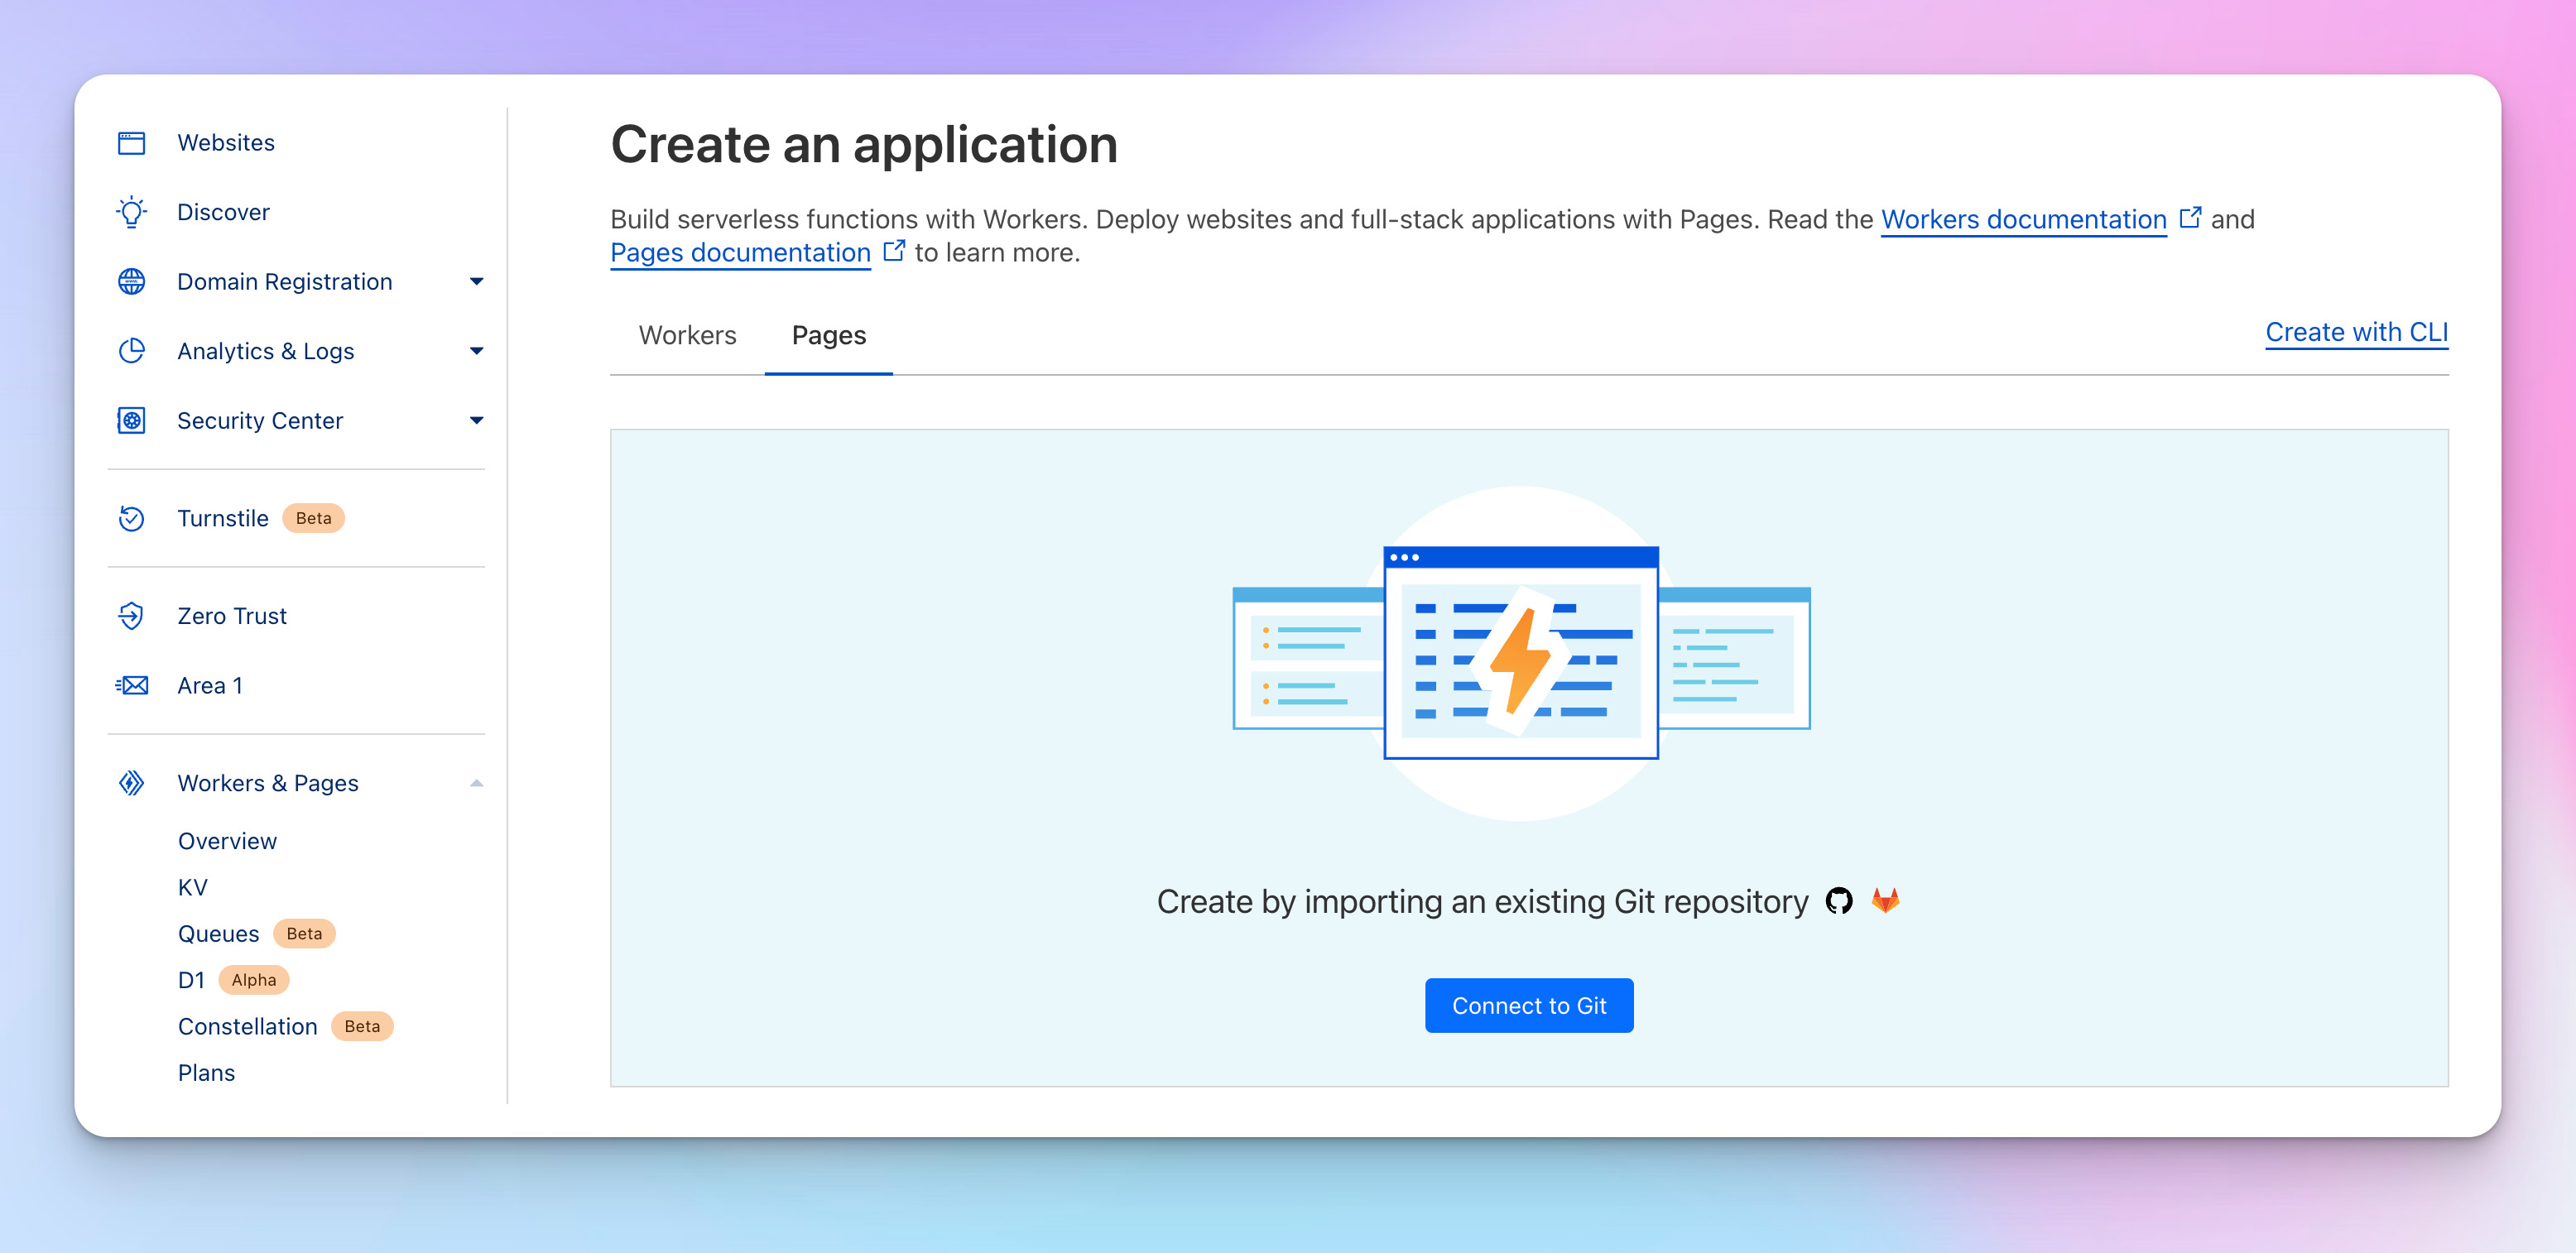 Websites
Discover
Domain Registration
Analytics & Logs
Security Center
Turnstile Beta
Zero Trust
Area 1
Workers & Pages
Overview
KV
Queues Beta
D1 Alpha
Constellation Beta
Plans
Create an application
Build serverless functions with Workers. Deploy websites and full-stack applications with Pages. Read the Workers documentation and
Pages documentation to learn more.
Workers Pages Create with CLI
Create by importing an existing Git repository
Connect to Git